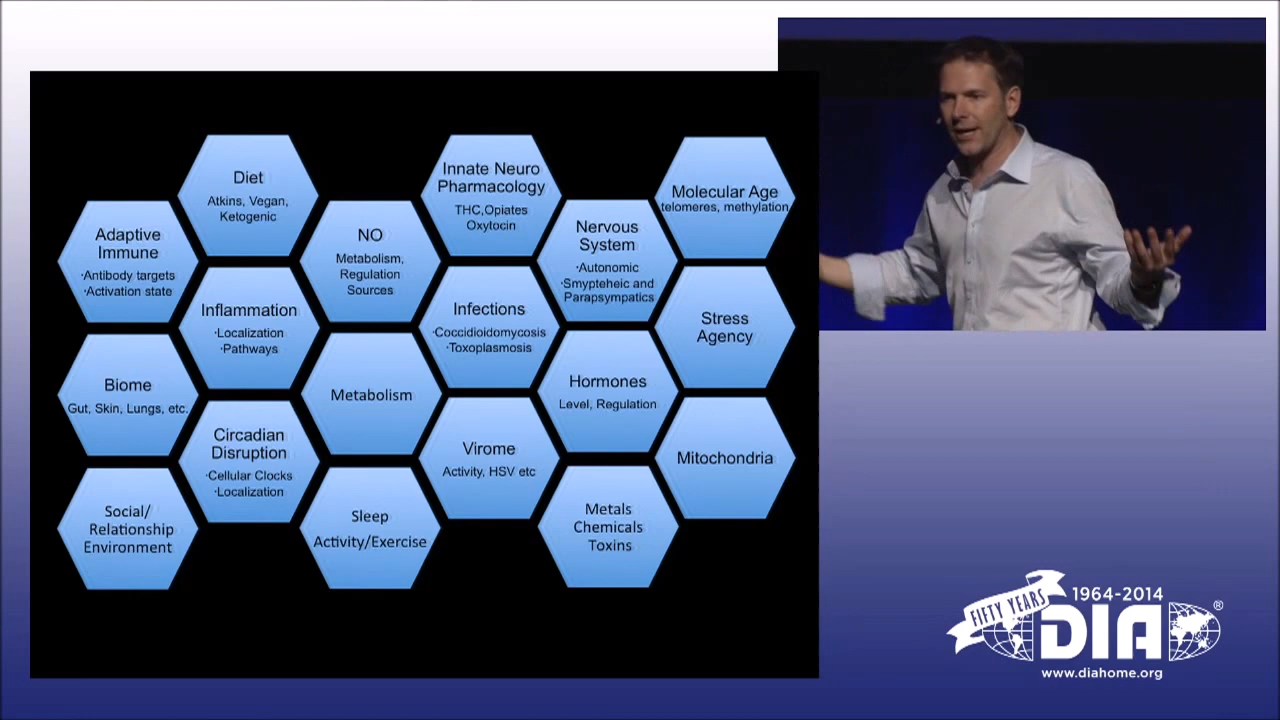 Diet
Atkins, Vegan,
Ketogenic
Innate Neuro
Pharmacology
THC,Opiates
Oxytocin
Molecular Age
telomeres, methylation
Adaptive
Immune
·Antibody targets
·Activation state
NO
Metabolism,
Regulation
Sources
Nervous
System
·Autonomic
·Smypteheic and
Parapsympatics
Inflammation
·Localization
·Pathways
Infections
·Coccidioidomycosis
·Toxoplasmosis
Stress
Agency
Biome
Gut, Skin, Lungs, etc.
Metabolism
Hormones
Level, Regulation
Circadian
Disruption
·Cellular Clocks
·Localization
Virome
Activity, HSV etc
Mitochondria
Social/
Relationship
Environment
Sleep
Activity/Exercise
Metals
Chemicals
Toxins
FIFTY YEARS
1964-2014
DIA®
www.diahome.org